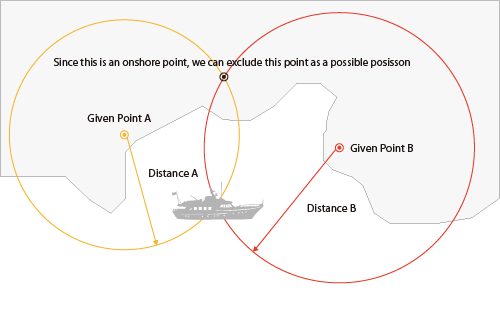 Since this is an onshore point, we can exclude this point as a possible posisson
Given Point A
Given Point B
Distance A
Distance B